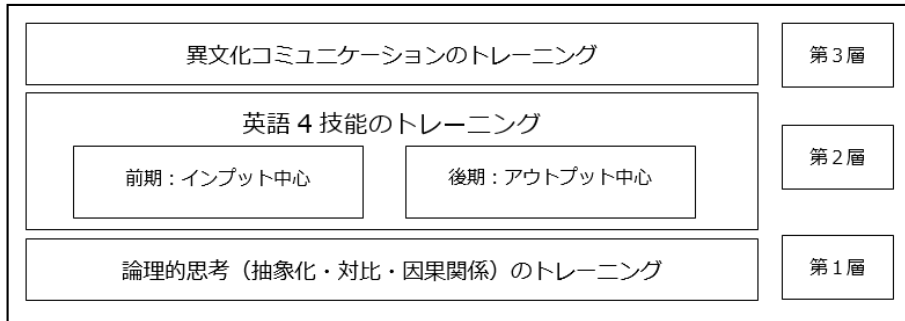 異文化コミュニケーションのトレーニング
第３層
英語 4 技能のトレーニング
前期：インプット中心
後期：アウトプット中心
第２層
論理的思考（抽象化・対比・因果関係）のトレーニング
第１層